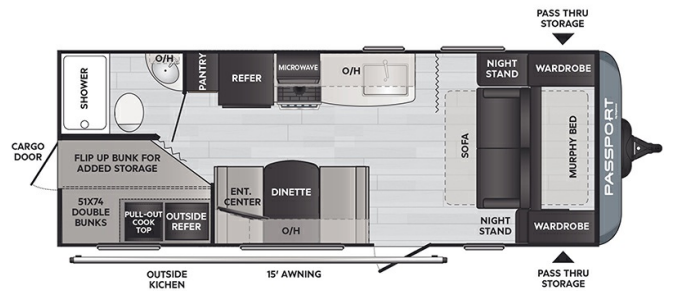 PASS THRU
STORAGE
O/H
SHOWER
PANTRY
REFER
MICROWAVE
O/H
NIGHT
STAND
WARDROBE
CARGO
DOOR
FLIP UP BUNK FOR
ADDED STORAGE
SOFA
MURPHY BED
PASSPORT
51X74
DOUBLE
BUNKS
PULL-OUT
COOK
TOP
OUTSIDE
REFER
ENT.
CENTER
DINETTE
O/H
NIGHT
STAND
WARDROBE
OUTSIDE
KICHEN
15' AWNING
PASS THRU
STORAGE